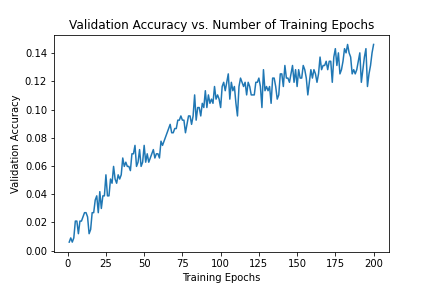 Validation Accuracy vs. Number of Training Epochs
0.14
0.12
0.10
0.08
0.06
0.04
0.02
0.00
Validation Accuracy
0 25 50 75 100 125 150 175 200
Training Epochs